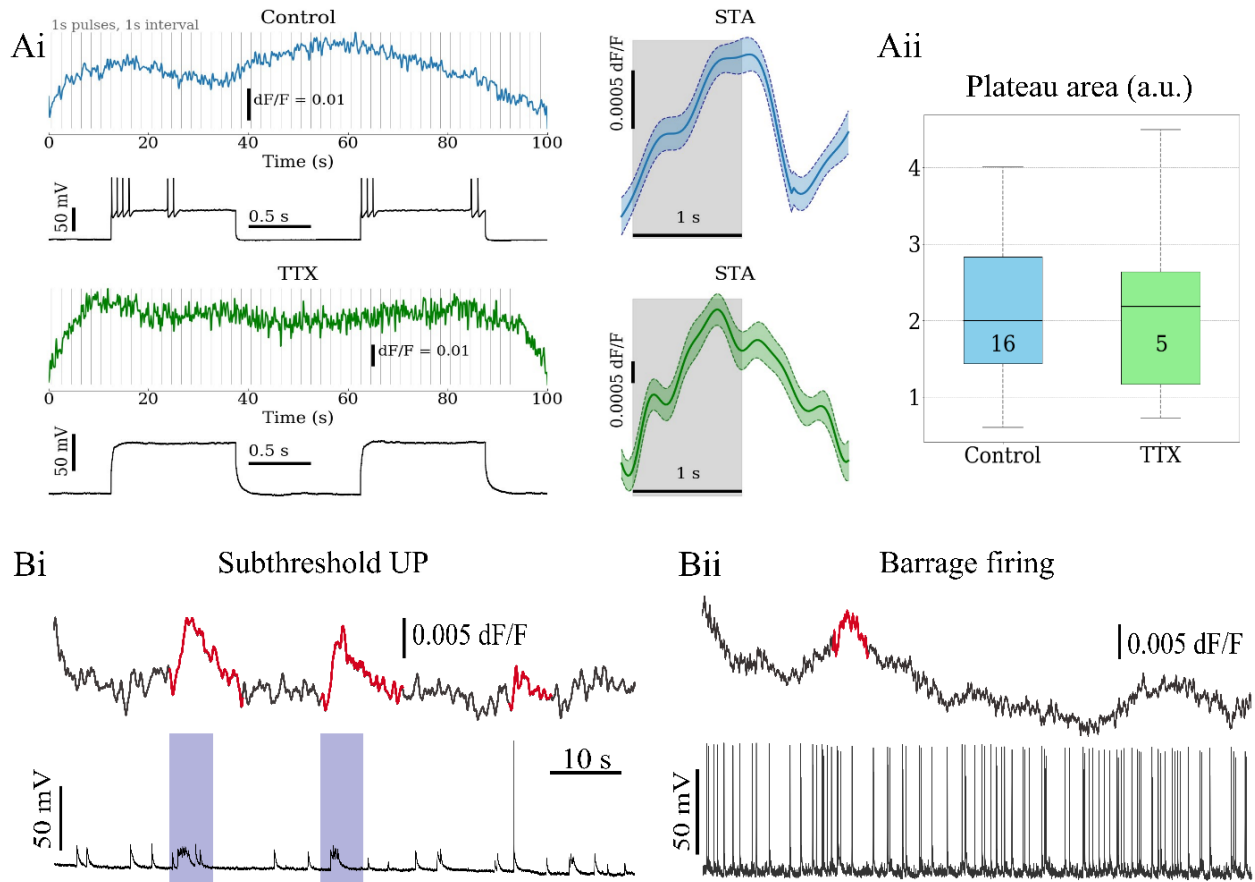 Ai
Control
1s pulses, 1s interval
dF/F = 0.01
0 20 40 60 80 100
Time (s)
50 mV
0.5 s
TTX
dF/F = 0.01
0 20 40 60 80 100
Time (s)
50 mV
0.5 s
STA
0.0005 dF/F
1 s
STA
0.0005 dF/F
1 s
Aii
Plateau area (a.u.)
4
3
2
1
16
5
Control TTX
Bi
Subthreshold UP
0.005 dF/F
10 s
50 mV
Bii
Barrage firing
0.005 dF/F
50 mV